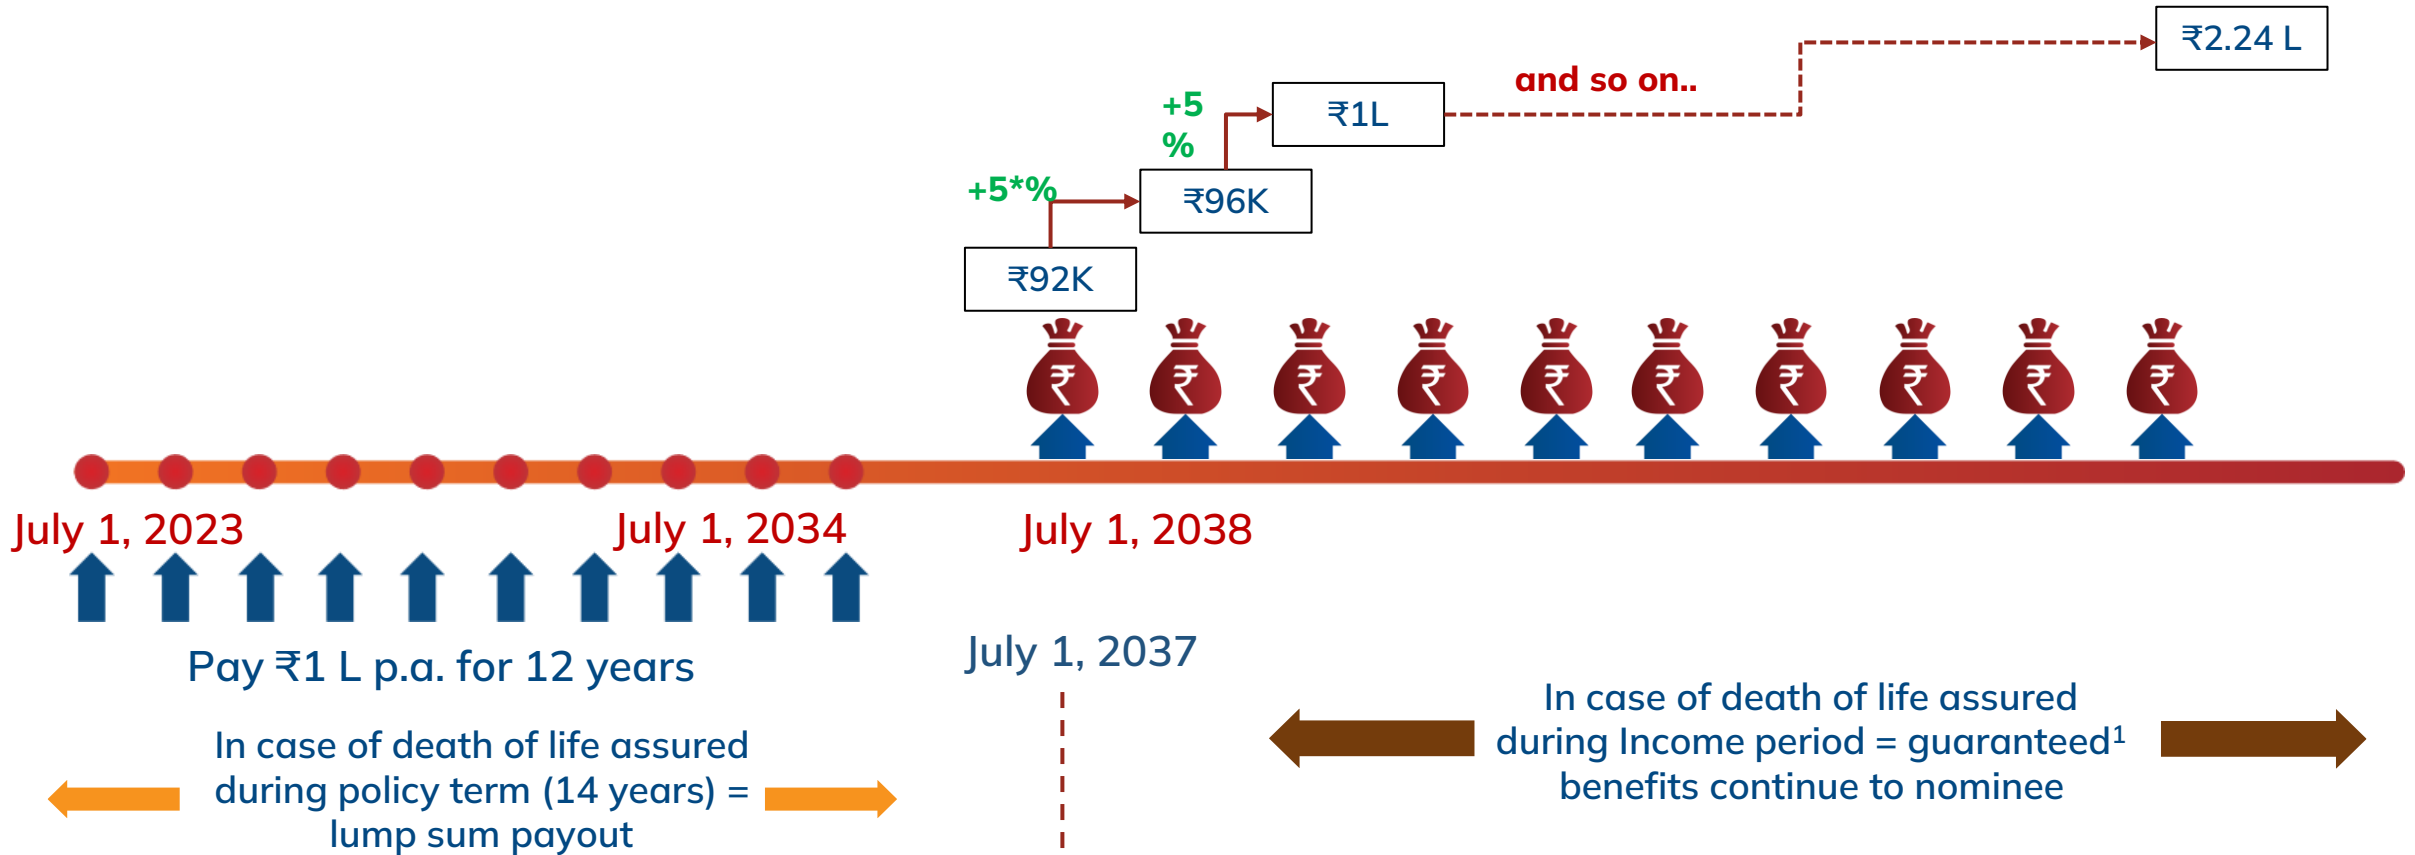 ₹2.24 L
and so on..
+5
%
₹1L
+5*%
₹96K
₹92K
₹ ₹ ₹ ₹ ₹ ₹ ₹ ₹ ₹ ₹
July 1, 2023
July 1, 2034
July 1, 2038
Pay ₹1 L p.a. for 12 years
July 1, 2037
In case of death of life assured
during policy term (14 years) =
lump sum payout
In case of death of life assured
during Income period = guaranteed¹
benefits continue to nominee